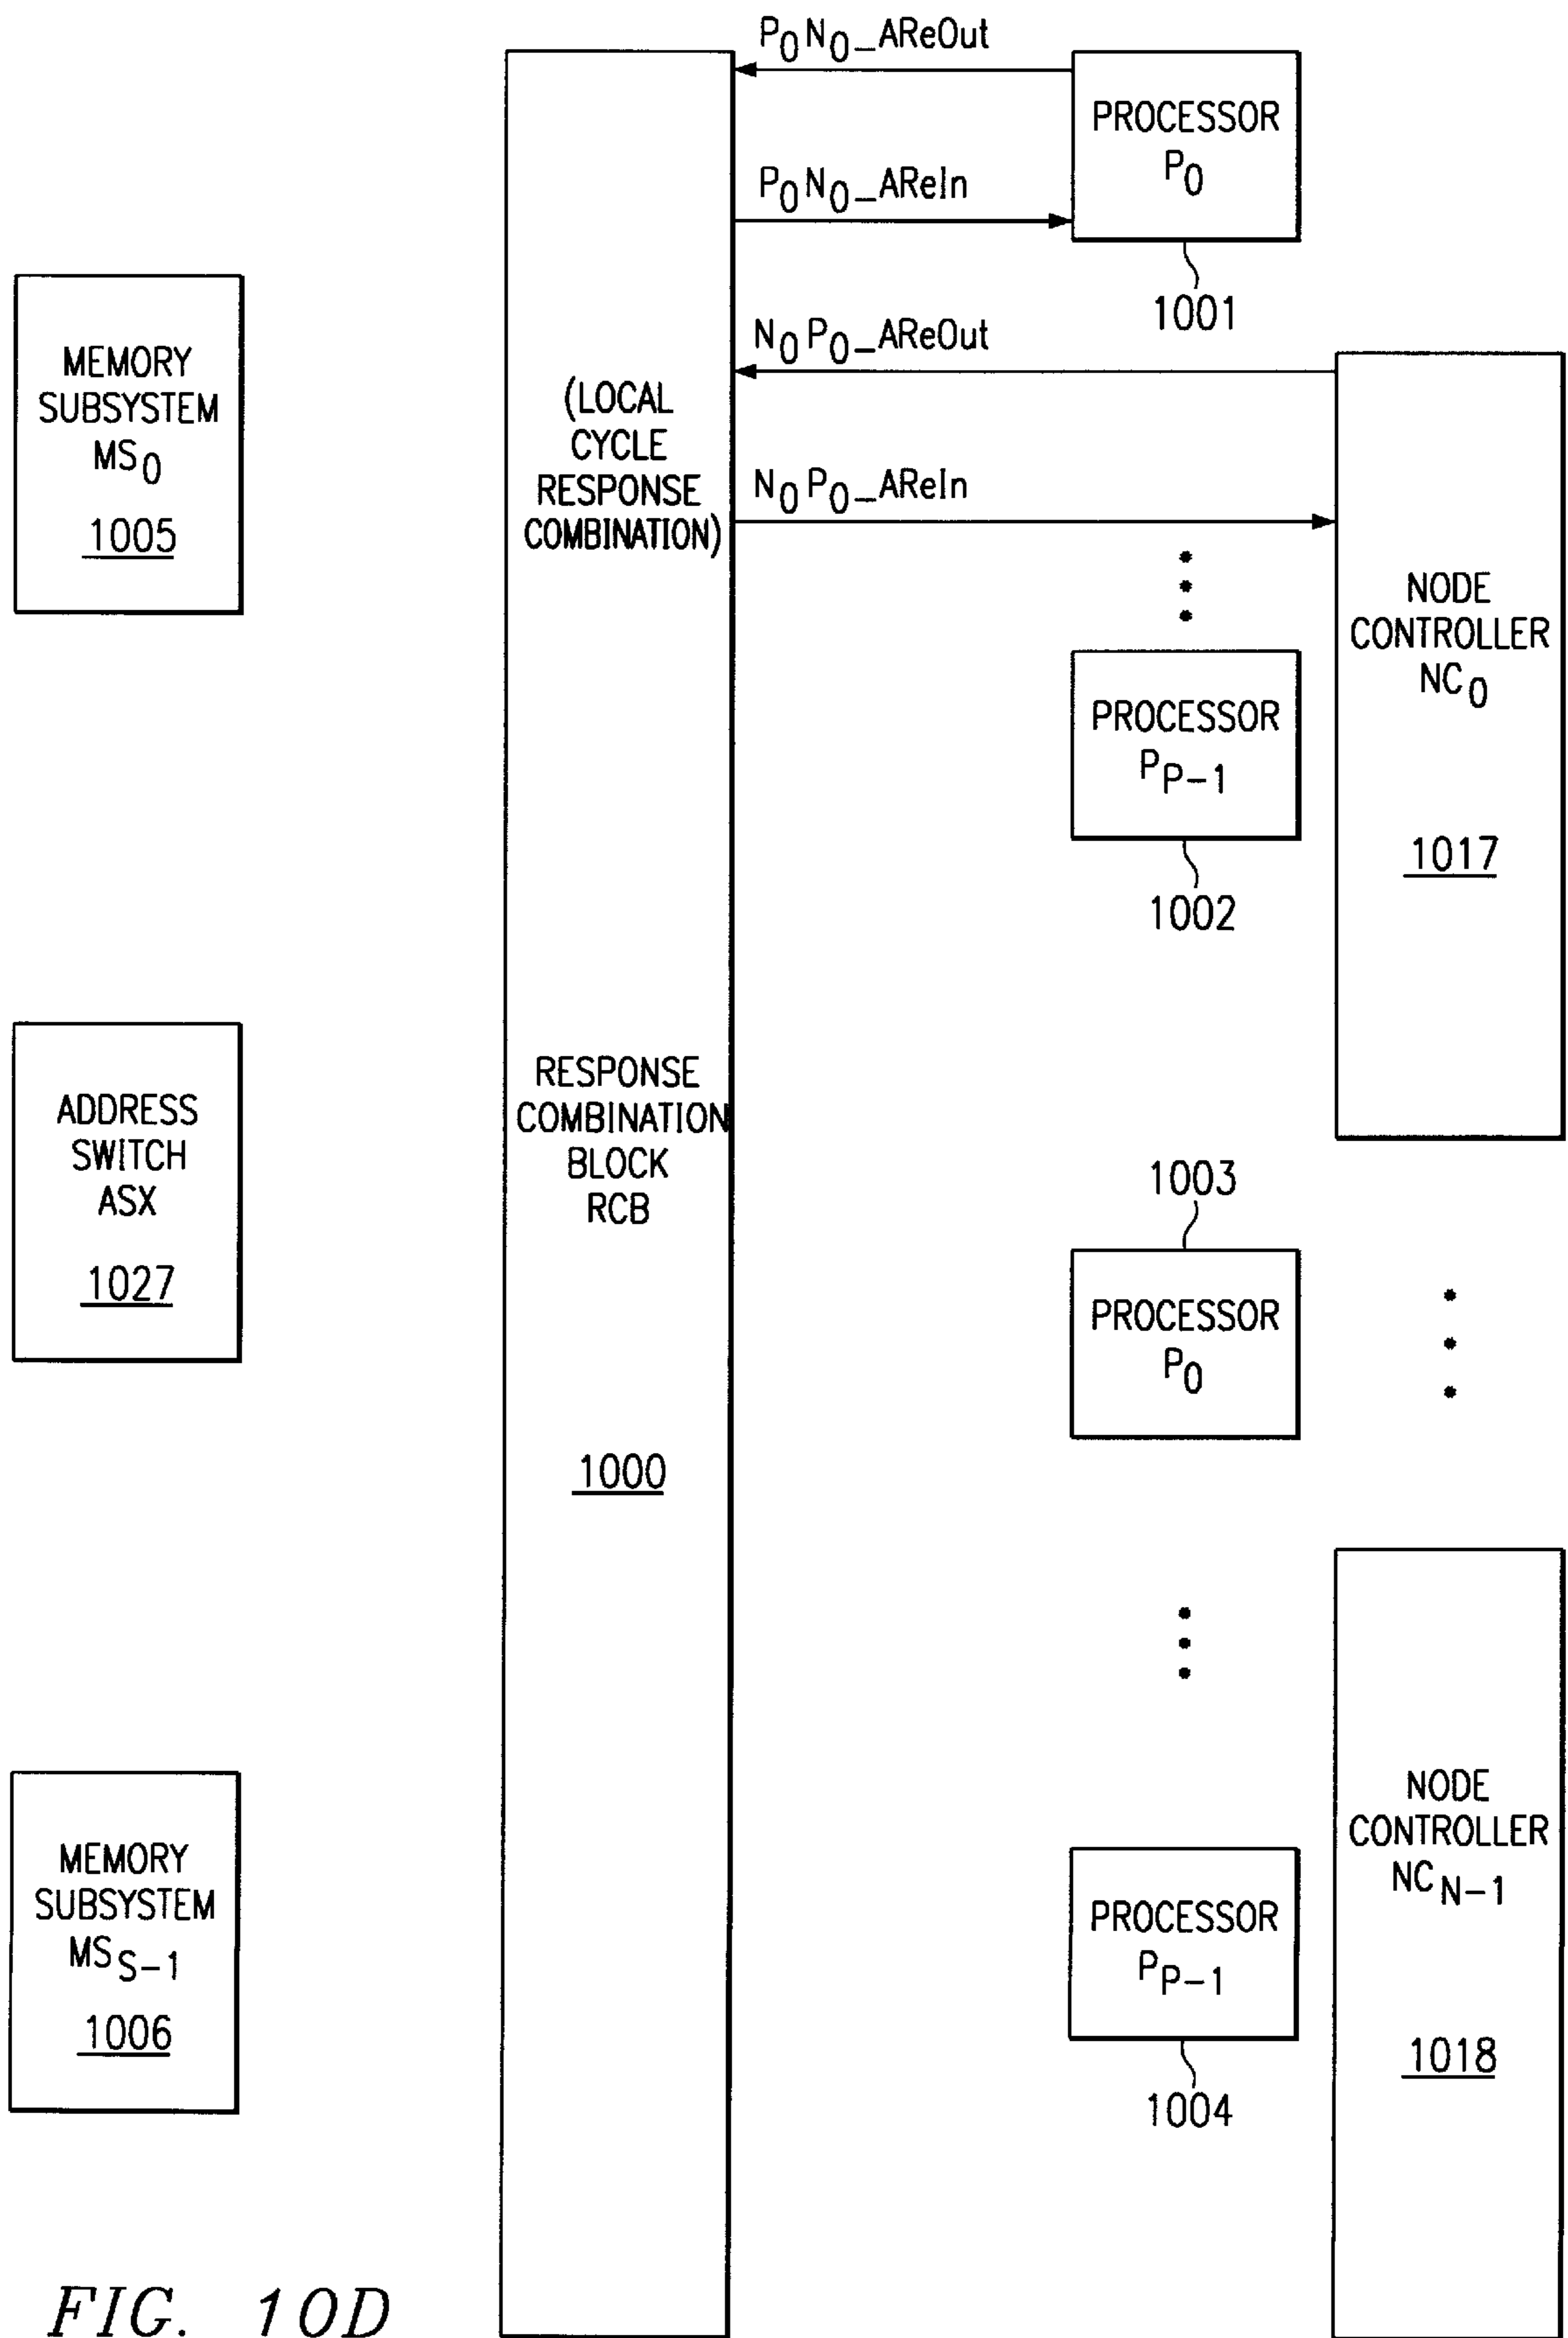 P0N0_AReOut
PROCESSOR
P0
1001
P0N0_AReIn
N0P0_AReOut
N0P0_AReIn
MEMORY
SUBSYSTEM
MS0
1005
(LOCAL
CYCLE
RESPONSE
COMBINATION)
NODE
CONTROLLER
NC0
1017
PROCESSOR
PP-1
1002
ADDRESS
SWITCH
ASX
1027
RESPONSE
COMBINATION
BLOCK
RCB
1000
1003
PROCESSOR
P0
MEMORY
SUBSYSTEM
MSS-1
1006
PROCESSOR
PP-1
1004
NODE
CONTROLLER
NCN-1
1018
FIG. 10D